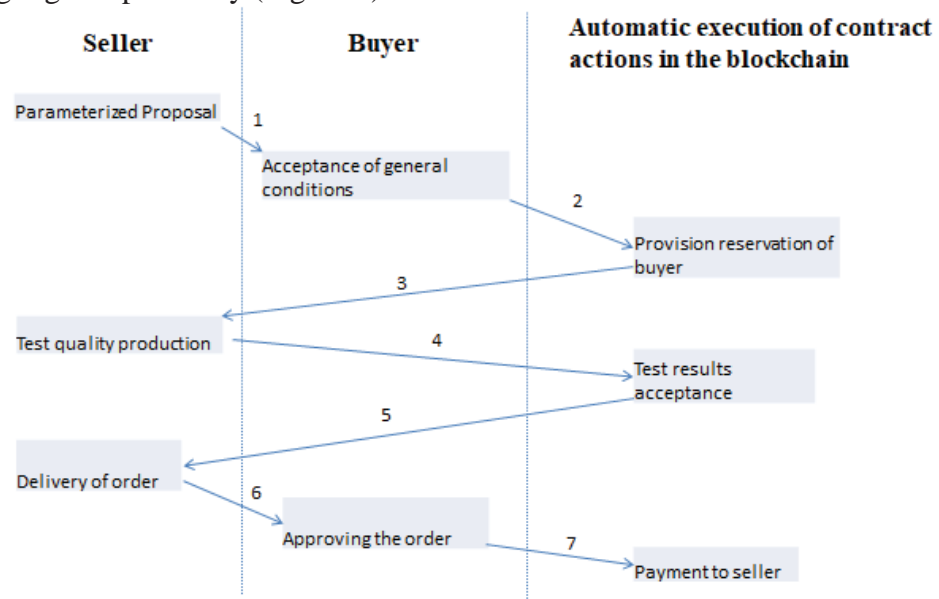 Seller
Buyer
Automatic execution of contract
actions in the blockchain
Parameterized Proposal
1
Acceptance of general
conditions
2
Provision reservation of
buyer
3
Test quality production
4
Test results
acceptance
5
Delivery of order
6
Approving the order
7
Payment to seller